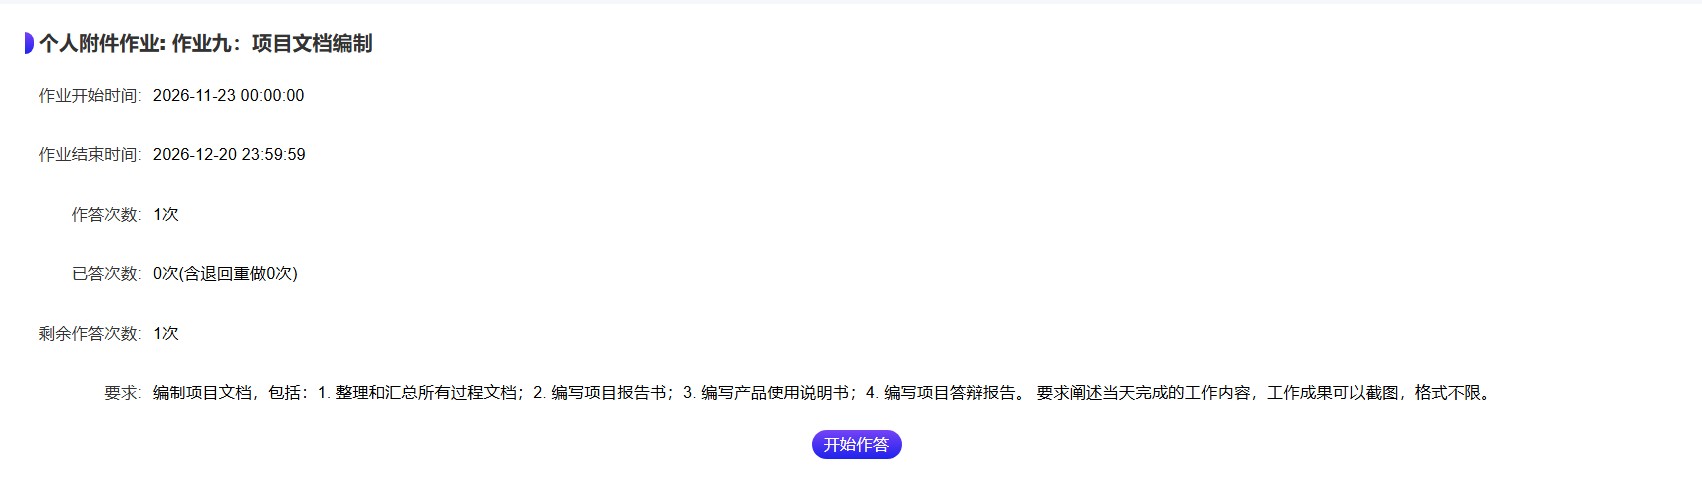 个人附件作业: 作业九：项目文档编制
作业开始时间: 2026-11-23 00:00:00
作业结束时间: 2026-12-20 23:59:59
作答次数: 1次
已答次数: 0次(含退回重做0次)
剩余作答次数: 1次
要求: 编制项目文档，包括：1. 整理和汇总所有过程文档；2. 编写项目报告书；3. 编写产品使用说明书；4. 编写项目答辩报告。 要求阐述当天完成的工作内容，工作成果可以截图，格式不限。
开始作答